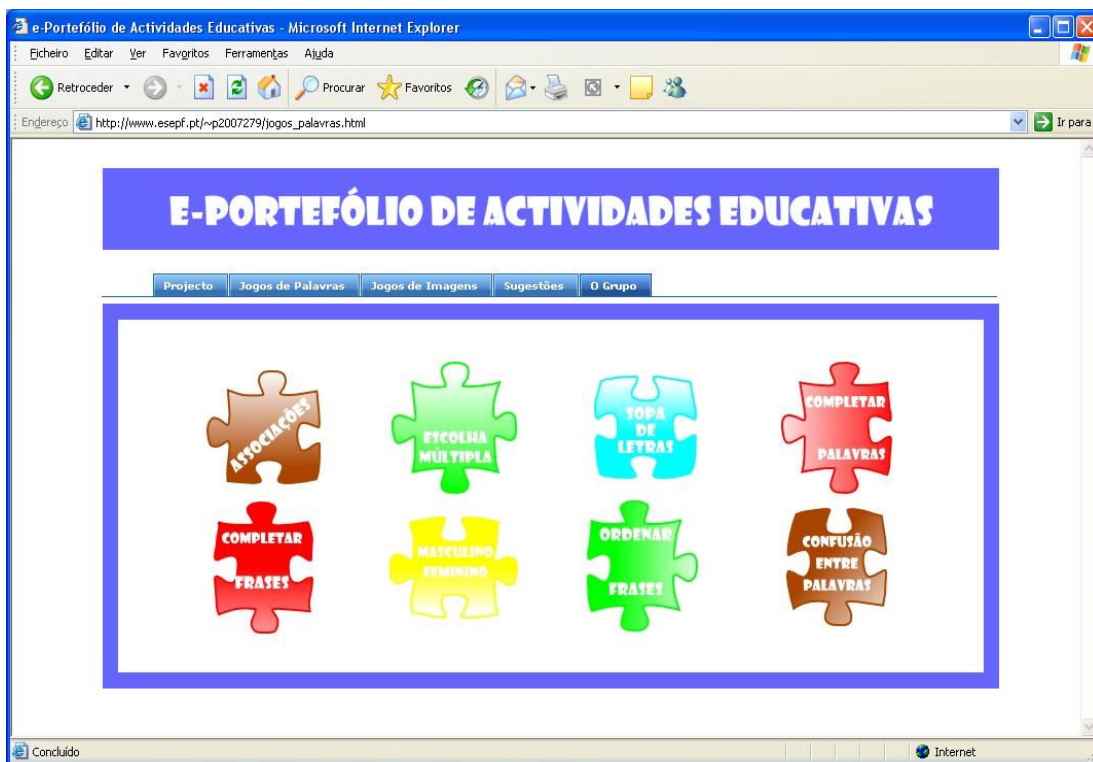 e-Portefólio de Actividades Educativas - Microsoft Internet Explorer
Ficheiro Editar Ver Favoritos Ferramentas Ajuda
Retroceder Procurar Favoritos
Endereço http://www.esepf.pt/~p2007279/jogos_palavras.html Ir para
E-PORTEFÓLIO DE ACTIVIDADES EDUCATIVAS
Projecto Jogos de Palavras Jogos de Imagens Sugestões O Grupo
ASSOCIAÇÕES
ESCOLHA
MÚLTIPLA
SOPA
DE
LETRAS
COMPLETAR
PALAVRAS
COMPLETAR
FRASES
MASCULINO
FEMININO
ORDENAR
FRASES
CONFUSÃO
ENTRE
PALAVRAS
Concluído Internet